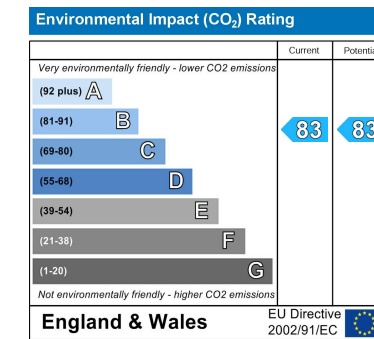 Environmental Impact (CO₂) Rating
Current Potentia
Very environmentally friendly - lower CO2 emissions
(92 plus) A
(81-91) B
83 83
(69-80) C
(55-68) D
(39-54) E
(21-38) F
(1-20) G
Not environmentally friendly - higher CO2 emissions
England & Wales
EU Directive
2002/91/EC